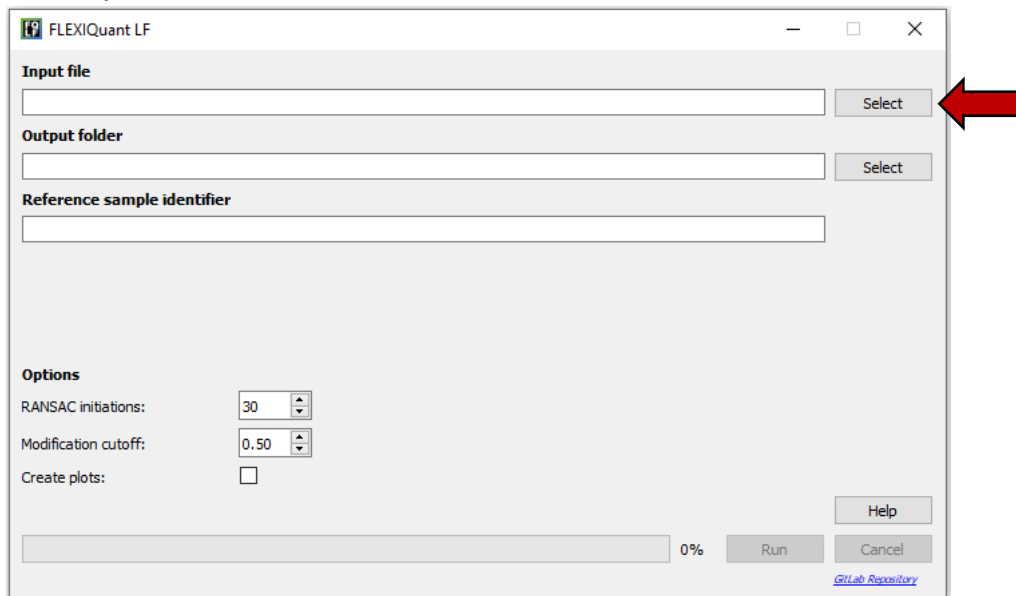 FLEXIQuant LF
Input file
Select
Output folder
Select
Reference sample identifier
Options
RANSAC initiations: 30
Modification cutoff: 0.50
Create plots:
Help
0% Run Cancel
GitLab Repository